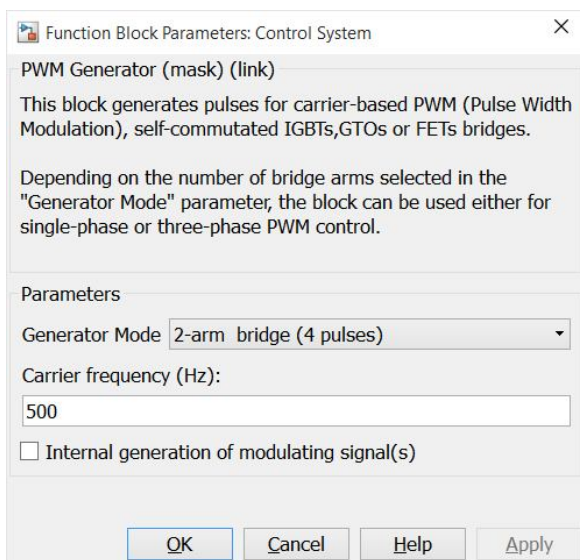 Function Block Parameters: Control System
PWM Generator (mask) (link)
This block generates pulses for carrier-based PWM (Pulse Width
Modulation), self-commutated IGBTs,GTOs or FETs bridges.
Depending on the number of bridge arms selected in the
"Generator Mode" parameter, the block can be used either for
single-phase or three-phase PWM control.
Parameters
Generator Mode 2-arm bridge (4 pulses)
Carrier frequency (Hz):
500
Internal generation of modulating signal(s)
OK Cancel Help Apply